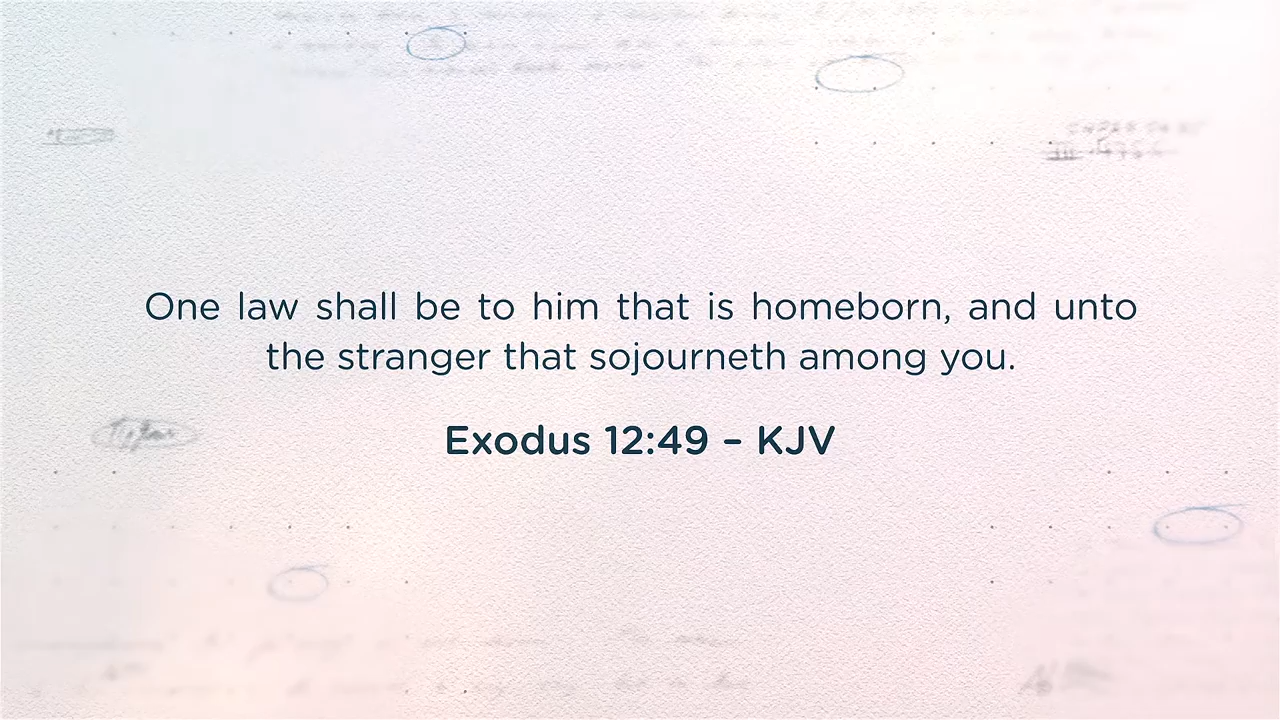 One law shall be to him that is homeborn, and unto
the stranger that sojourneth among you.
Exodus 12:49 – KJV